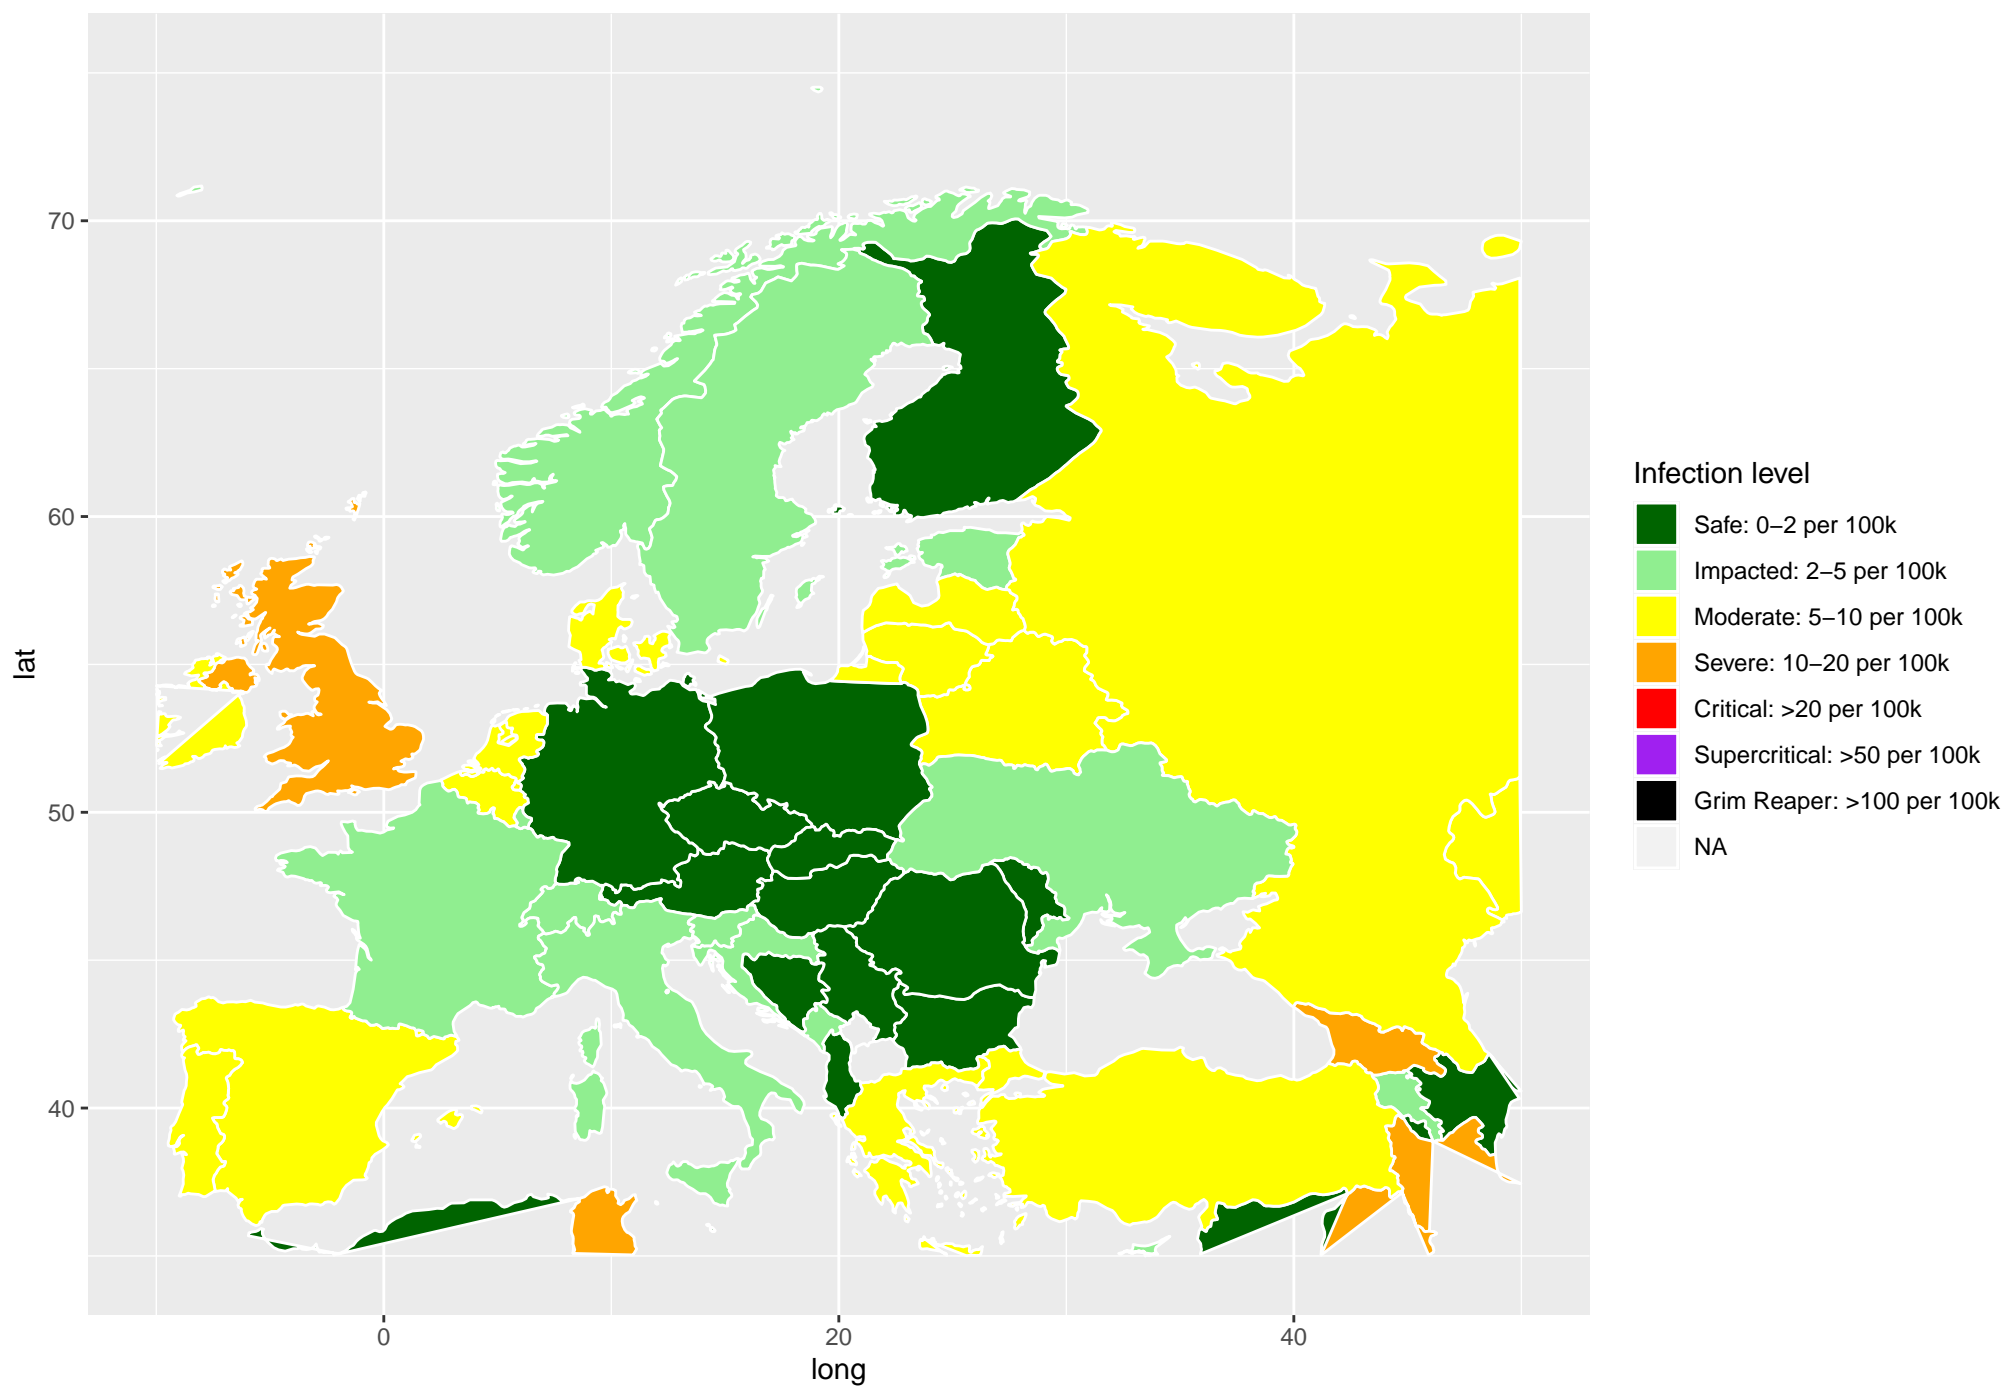 70
60
50
40
lat
0
20
40
long
Infection level
Safe: 0–2 per 100k
Impacted: 2–5 per 100k
Moderate: 5–10 per 100k
Severe: 10–20 per 100k
Critical: >20 per 100k
Supercritical: >50 per 100k
Grim Reaper: >100 per 100k
NA